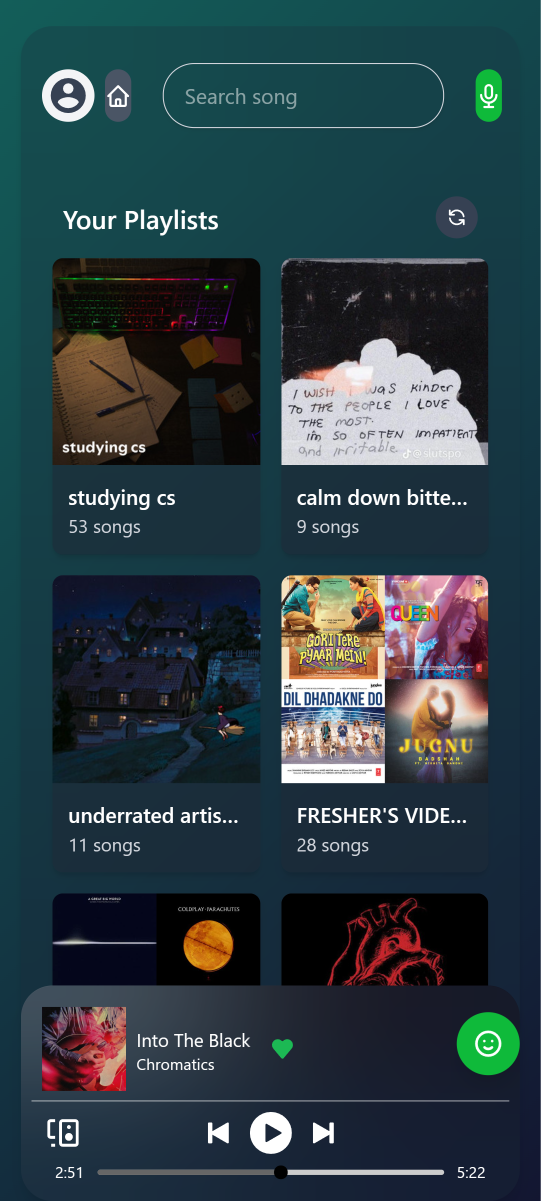 Search song
Your Playlists
studying cs
I WISH I WAS KINDER
TO THE PEOPLE I LOVE
THE MOST.
im SO OFTEN IMPATIENT
and irritable
@slutspo
studying cs
53 songs
calm down bitte...
9 songs
GORI TERE
PYAAR MEIN!
QUEEN
DIL DHADAKNE DO
JUGNU
BADSHAH
underrated artis...
11 songs
FRESHER'S VIDE...
28 songs
A GREAT BIG WORLD
COLDPLAY·PARACHUTES
Into The Black
Chromatics
2:51
5:22